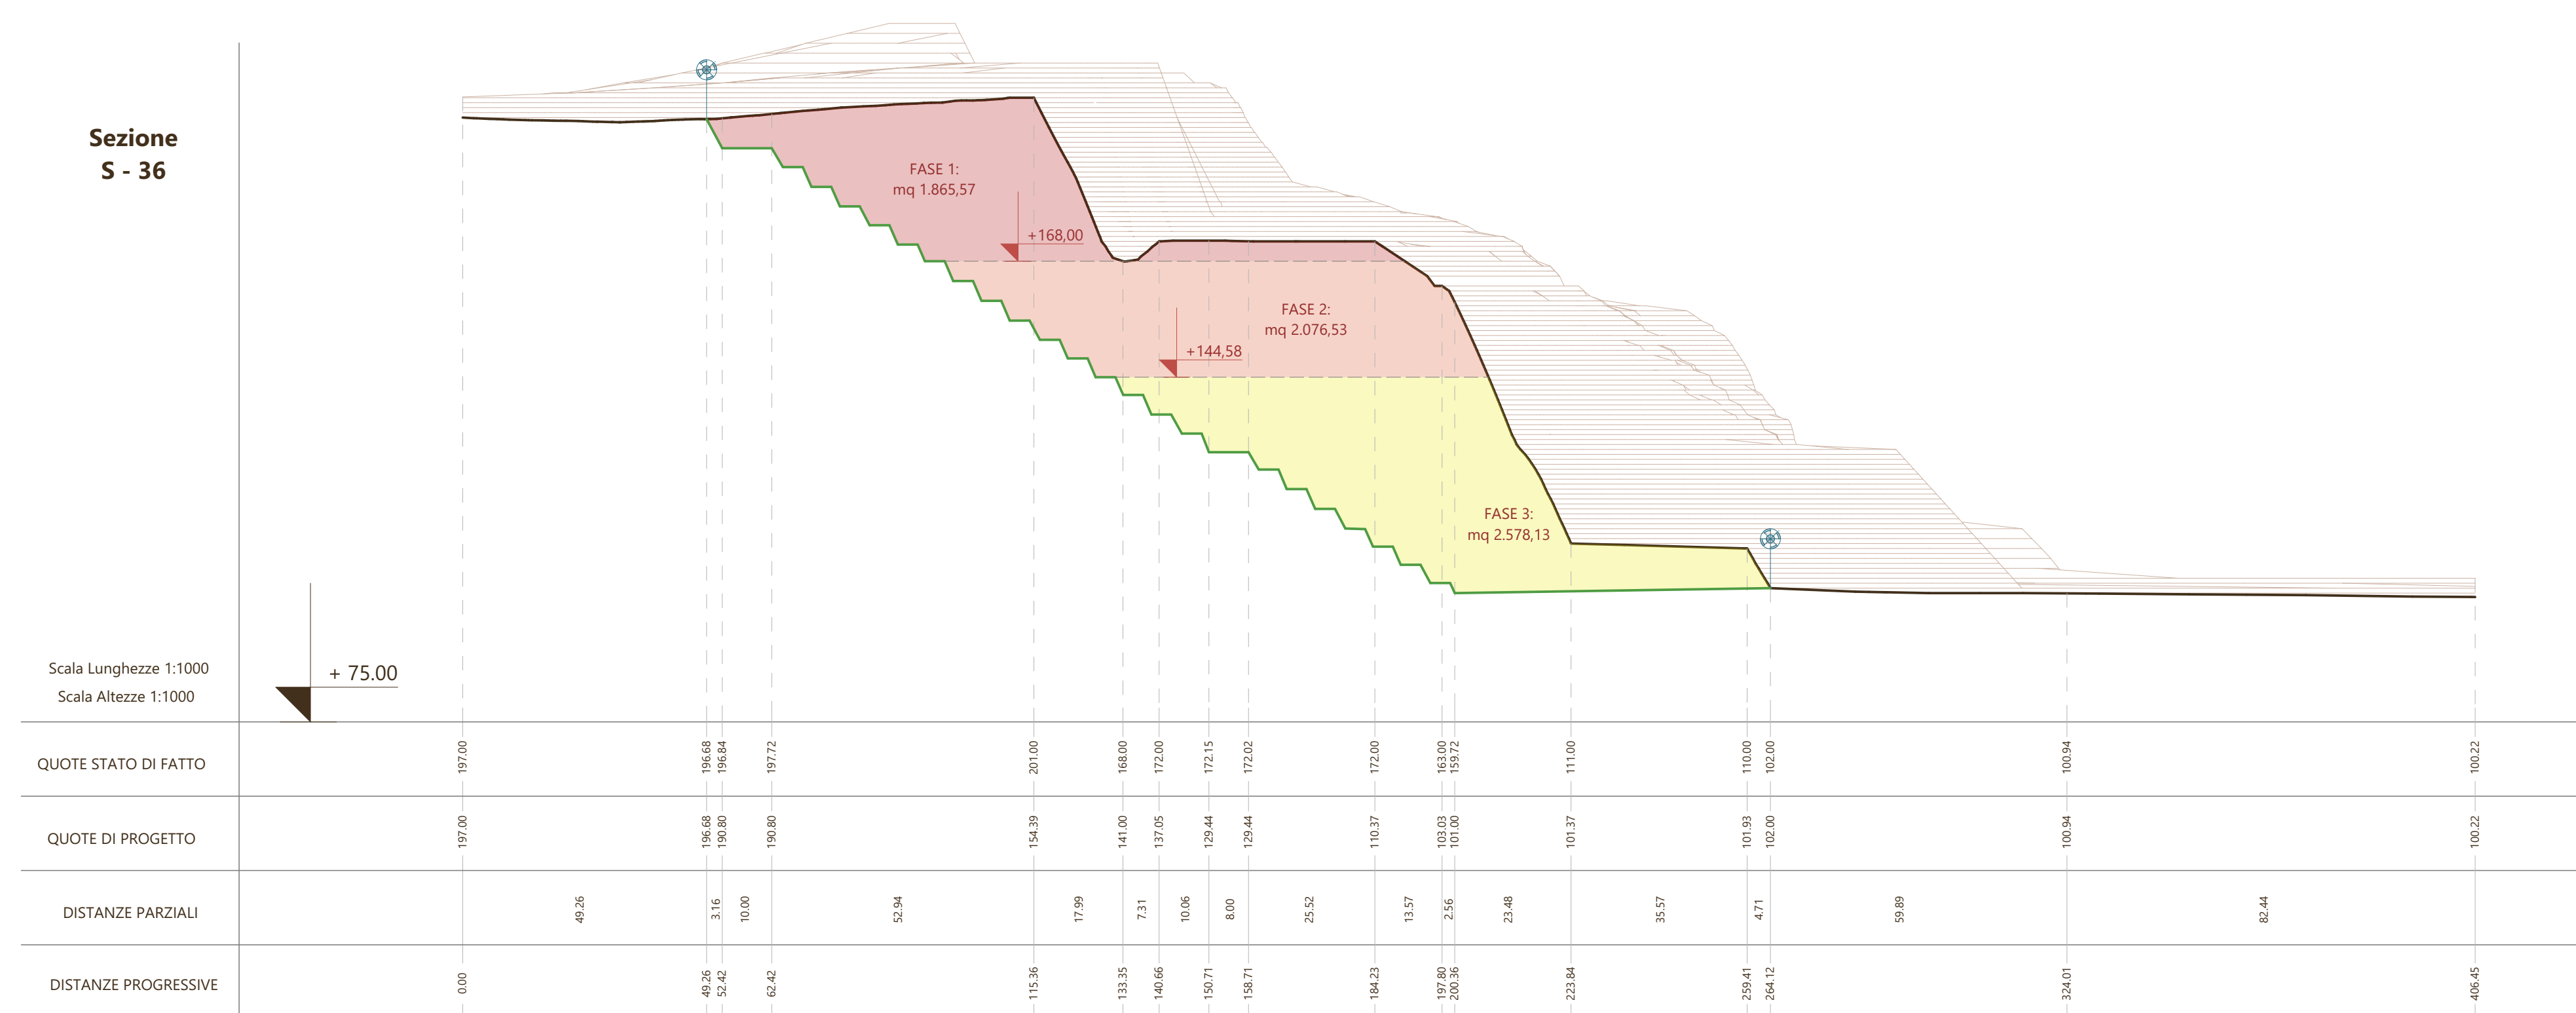 Sezione
S - 36
FASE 1:
mq 1.865,57
+168,00
FASE 2:
mq 2.076,53
+144,58
FASE 3:
mq 2.578,13
Scala Lunghezze 1:1000
Scala Altezze 1:1000
+ 75.00
QUOTE STATO DI FATTO
197.00 196.68 196.84 197.72 201.00 168.00 172.00 172.15 172.02 172.00 163.00 159.72 111.00 110.00 102.00 100.94 100.22
QUOTE DI PROGETTO
197.00 196.68 190.80 190.80 154.39 141.00 137.05 129.44 129.44 110.37 103.03 101.00 101.37 101.93 102.00 100.94 100.22
DISTANZE PARZIALI
49.26 3.16 10.00 52.94 17.99 7.31 10.06 8.00 25.52 13.57 2.56 23.48 35.57 4.71 59.89 82.44
DISTANZE PROGRESSIVE
0.00 49.26 52.42 62.42 115.36 133.35 140.66 150.71 158.71 184.23 197.80 200.36 223.84 259.41 264.12 324.01 406.45